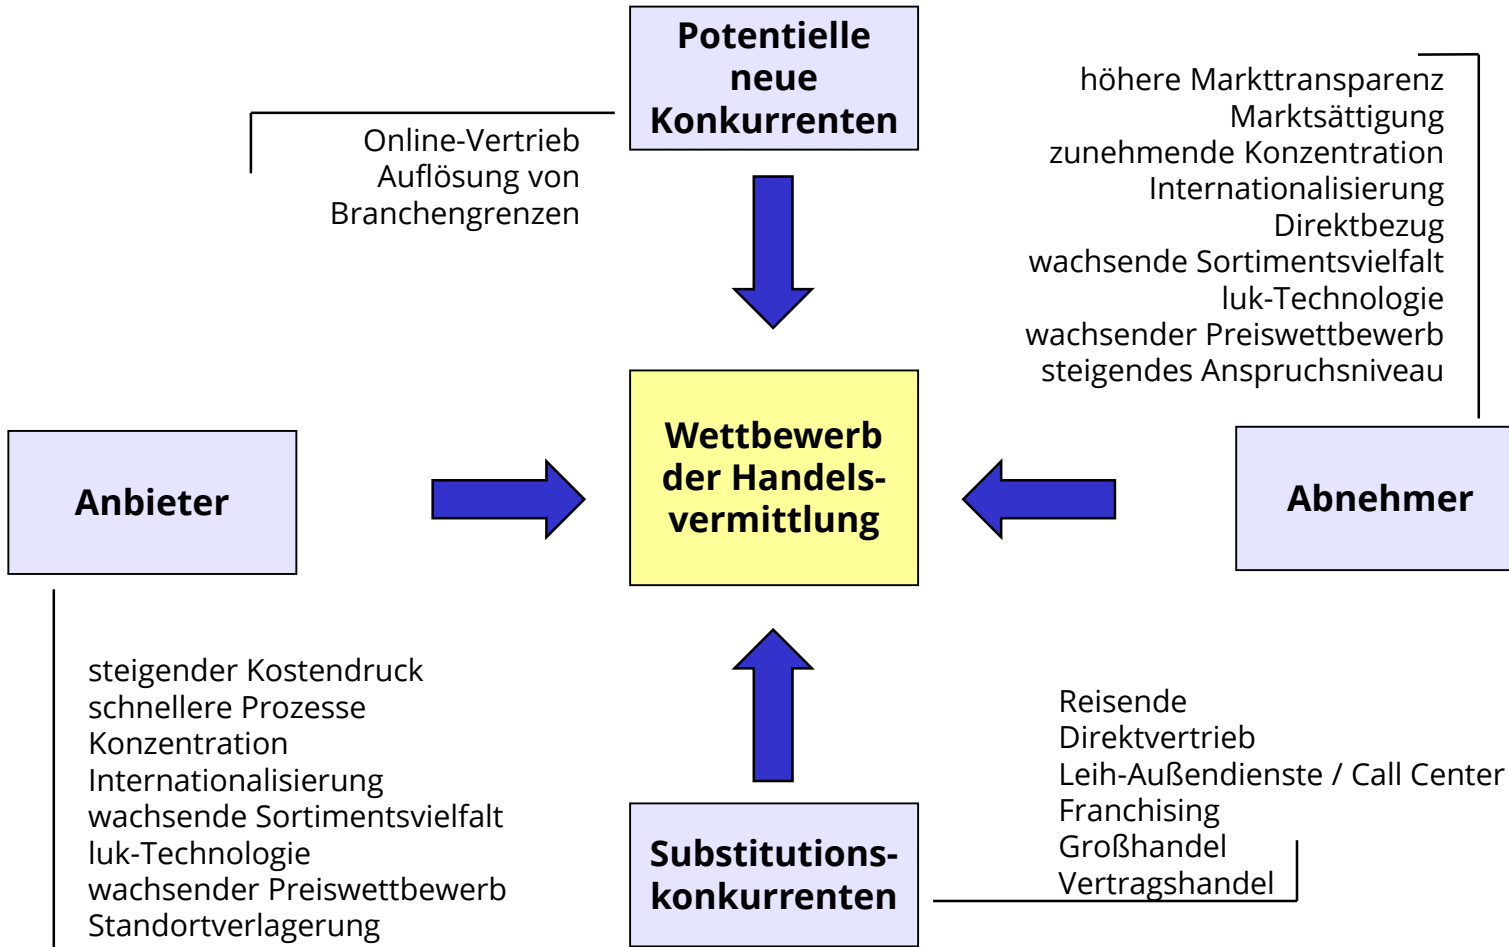 Potentielle
neue
Konkurrenten
Online-Vertrieb
Auflösung von
Branchengrenzen
höhere Markttransparenz
Marktsättigung
zunehmende Konzentration
Internationalisierung
Direktbezug
wachsende Sortimentsvielfalt
luk-Technologie
wachsender Preiswettbewerb
steigendes Anspruchsniveau
Anbieter
Wettbewerb
der Handels-
vermittlung
Abnehmer
steigender Kostendruck
schnellere Prozesse
Konzentration
Internationalisierung
wachsende Sortimentsvielfalt
luk-Technologie
wachsender Preiswettbewerb
Standortverlagerung
Substitutions-
konkurrenten
Reisende
Direktvertrieb
Leih-Außendienste / Call Center
Franchising
Großhandel
Vertragshandel